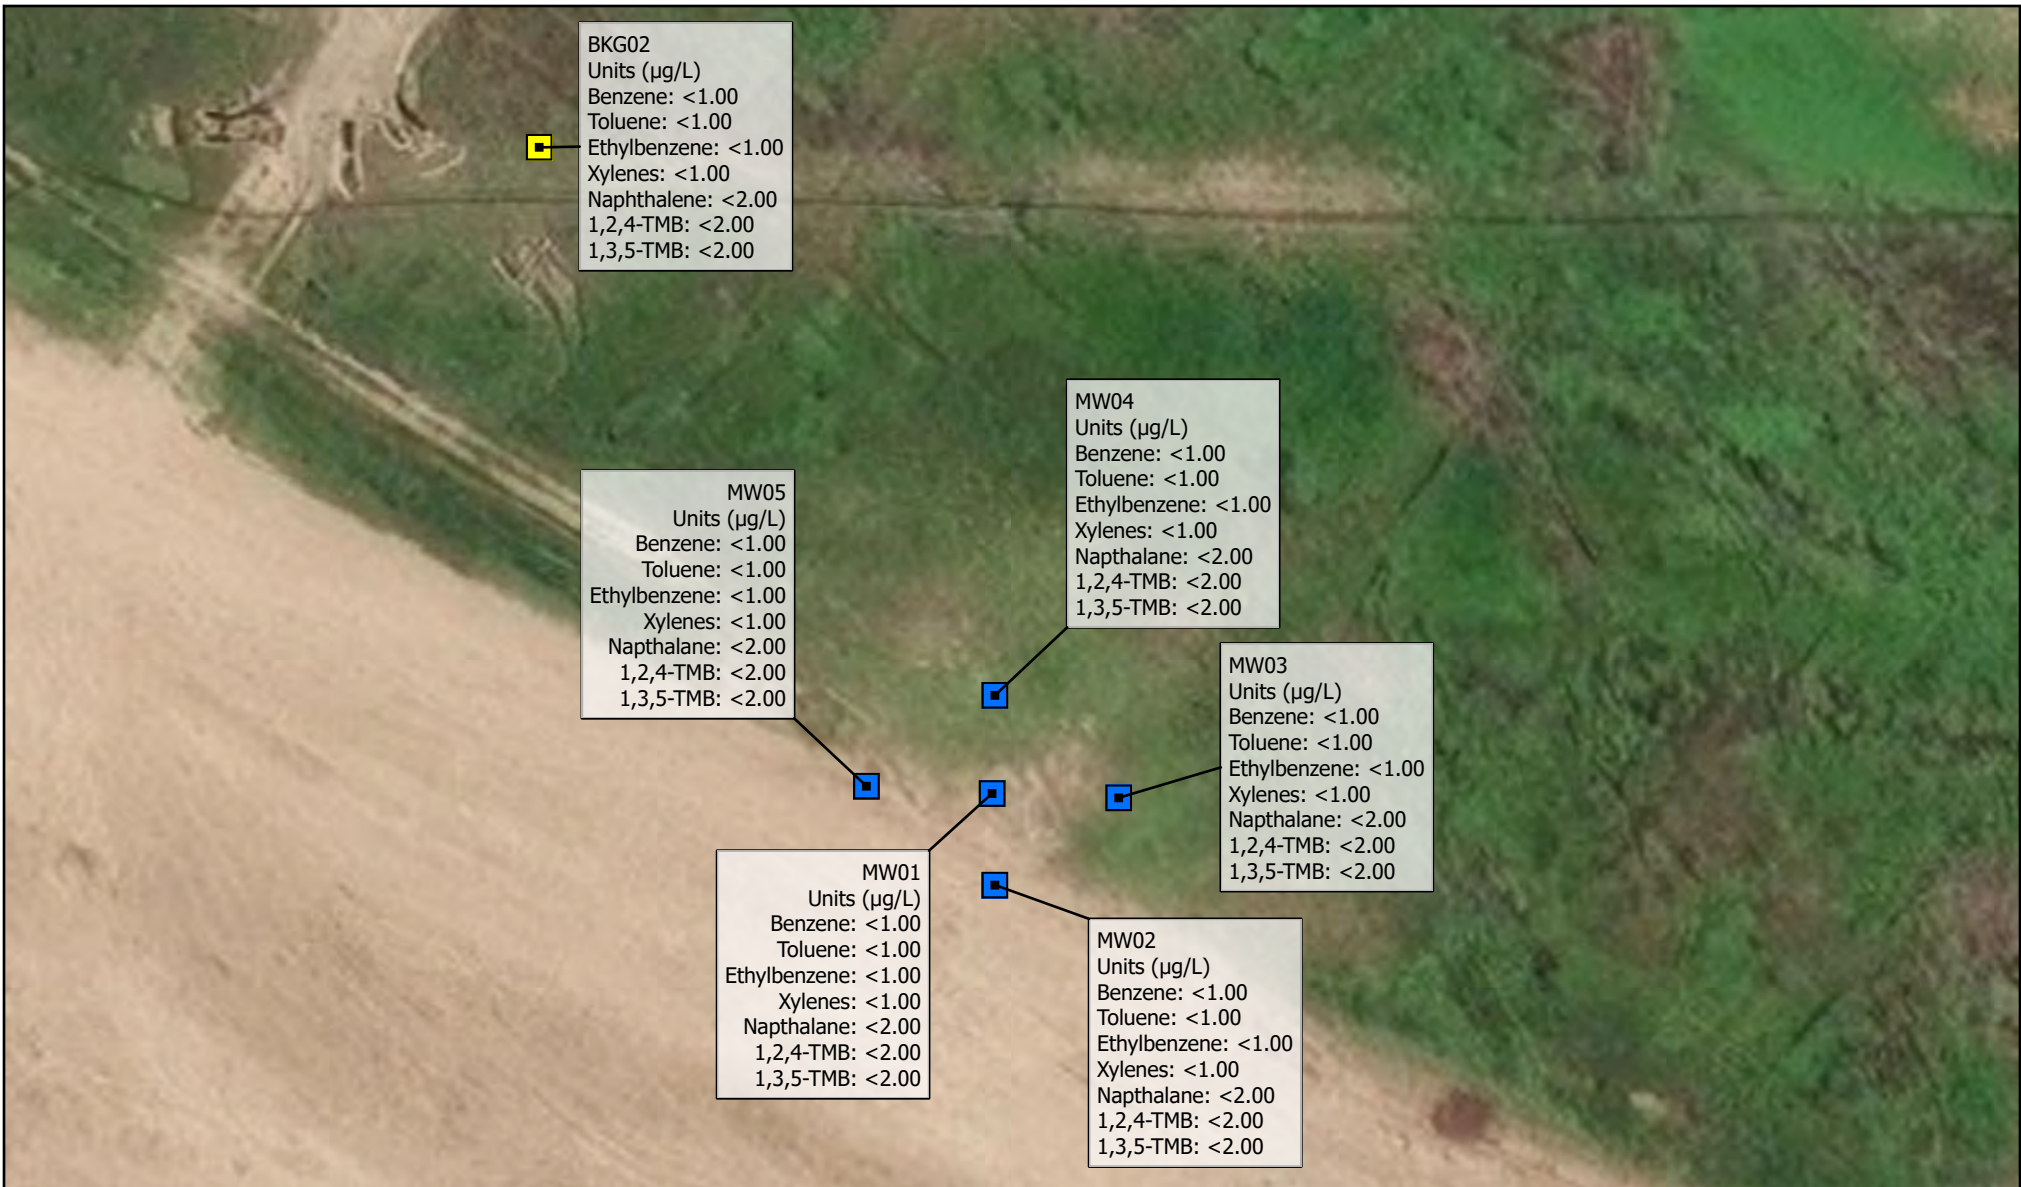 BKG02
Units (µg/L)
Benzene: <1.00
Toluene: <1.00
Ethylbenzene: <1.00
Xylenes: <1.00
Naphthalene: <2.00
1,2,4-TMB: <2.00
1,3,5-TMB: <2.00
MW04
Units (µg/L)
Benzene: <1.00
Toluene: <1.00
Ethylbenzene: <1.00
Xylenes: <1.00
Napthalane: <2.00
1,2,4-TMB: <2.00
1,3,5-TMB: <2.00
MW05
Units (µg/L)
Benzene: <1.00
Toluene: <1.00
Ethylbenzene: <1.00
Xylenes: <1.00
Napthalane: <2.00
1,2,4-TMB: <2.00
1,3,5-TMB: <2.00
MW03
Units (µg/L)
Benzene: <1.00
Toluene: <1.00
Ethylbenzene: <1.00
Xylenes: <1.00
Napthalane: <2.00
1,2,4-TMB: <2.00
1,3,5-TMB: <2.00
MW01
Units (µg/L)
Benzene: <1.00
Toluene: <1.00
Ethylbenzene: <1.00
Xylenes: <1.00
Napthalane: <2.00
1,2,4-TMB: <2.00
1,3,5-TMB: <2.00
MW02
Units (µg/L)
Benzene: <1.00
Toluene: <1.00
Ethylbenzene: <1.00
Xylenes: <1.00
Napthalane: <2.00
1,2,4-TMB: <2.00
1,3,5-TMB: <2.00